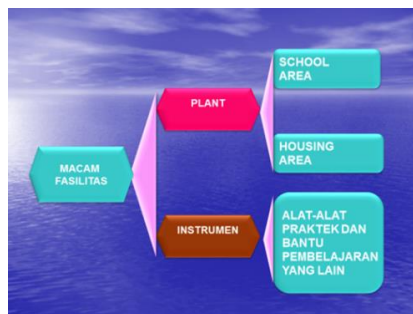 MACAM
FASILITAS
PLANT
SCHOOL
AREA
HOUSING
AREA
INSTRUMEN
ALAT-ALAT
PRAKTEK DAN
BANTU
PEMBELAJARAN
YANG LAIN